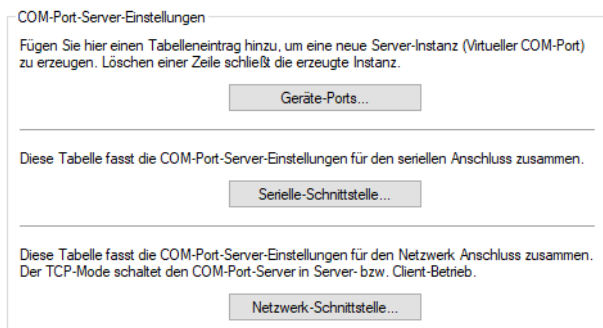 COM-Port-Server-Einstellungen
Fügen Sie hier einen Tabelleneintrag hinzu, um eine neue Server-Instanz (Virtueller COM-Port)
zu erzeugen. Löschen einer Zeile schließt die erzeugte Instanz.
Geräte-Ports...
Diese Tabelle fasst die COM-Port-Server-Einstellungen für den seriellen Anschluss zusammen.
Serielle-Schnittstelle...
Diese Tabelle fasst die COM-Port-Server-Einstellungen für den Netzwerk Anschluss zusammen.
Der TCP-Mode schaltet den COM-Port-Server in Server- bzw. Client-Betrieb.
Netzwerk-Schnittstelle...